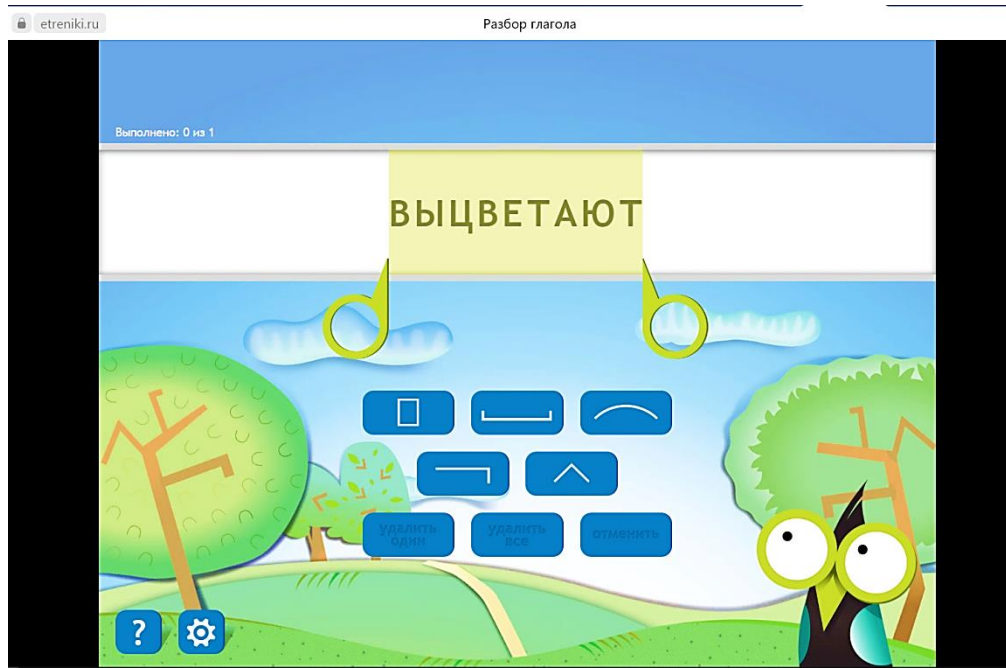 etreniki.ru
Разбор глагола
Выполнено: 0 из 1
ВЫЦВЕТАЮТ
удалить один
удалить все
отменить
?